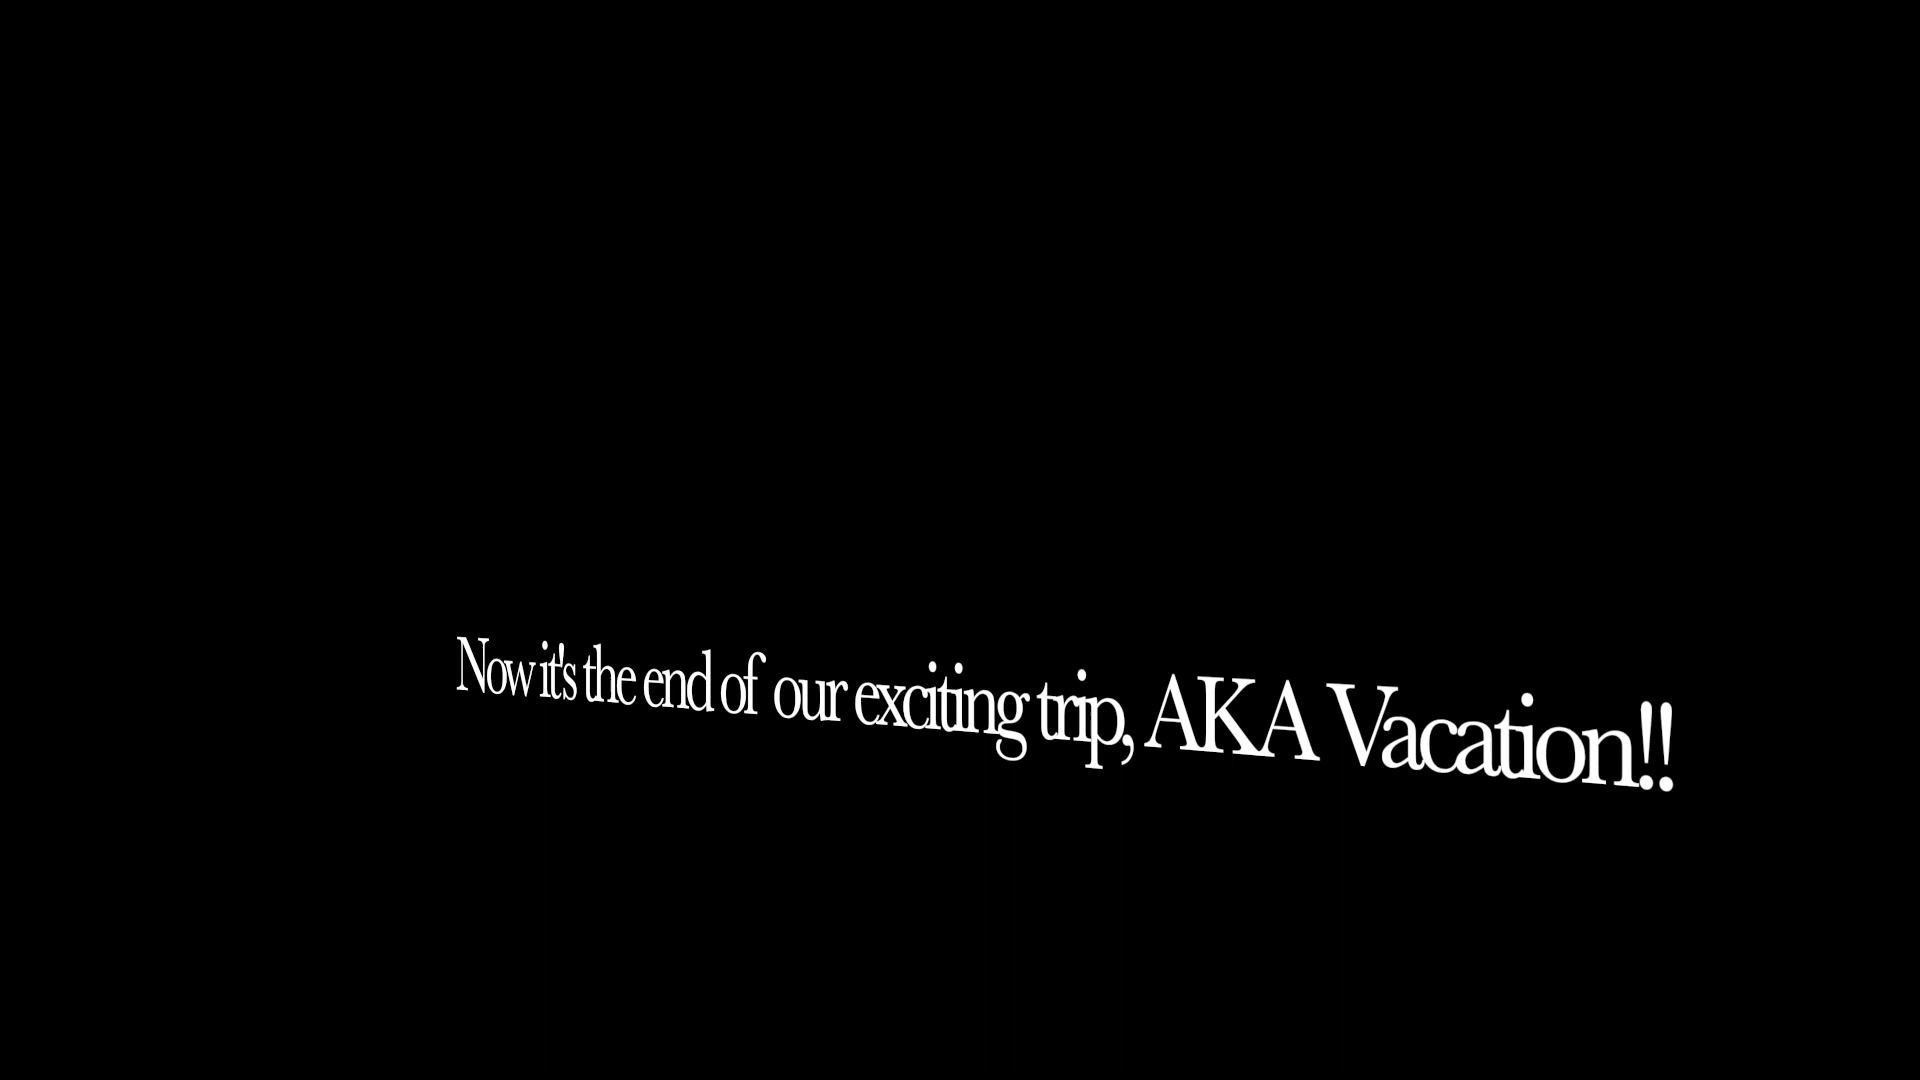 Now it's the end of our exciting trip, AKA Vacation!!